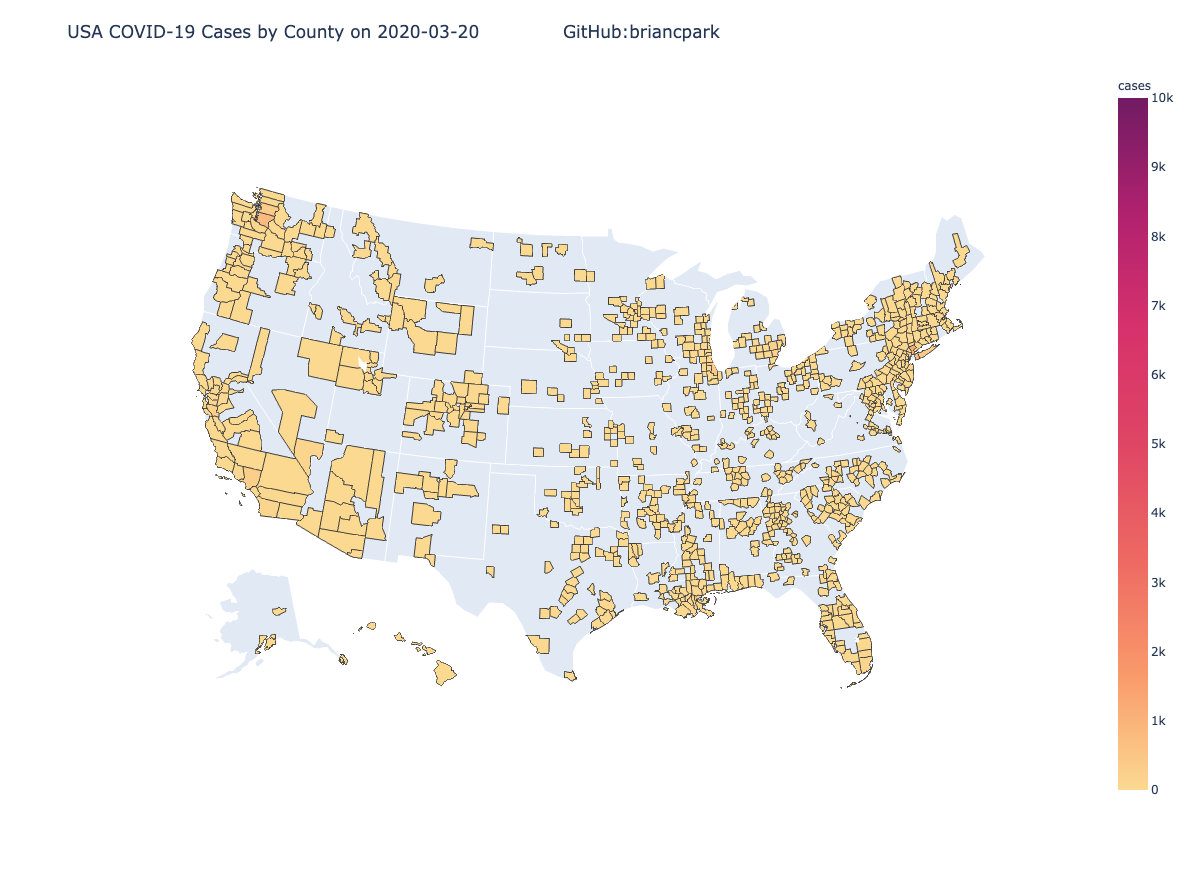 USA COVID-19 Cases by County on 2020-03-20 GitHub:briancpark
cases
10k
9k
8k
7k
6k
5k
4k
3k
2k
1k
0